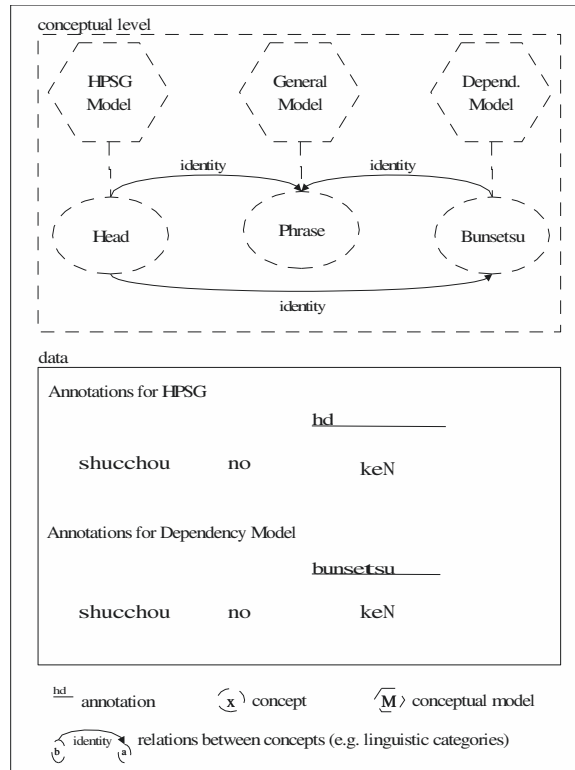 conceptual level
HPSG Model
General Model
Depend. Model
identity
identity
Head
Phrase
Bunsetsu
identity
data
Annotations for HPSG
hd
shucchou no keN
Annotations for Dependency Model
bunsetsu
shucchou no keN
hd annotation
x concept
M conceptual model
b identity a relations between concepts (e.g. linguistic categories)